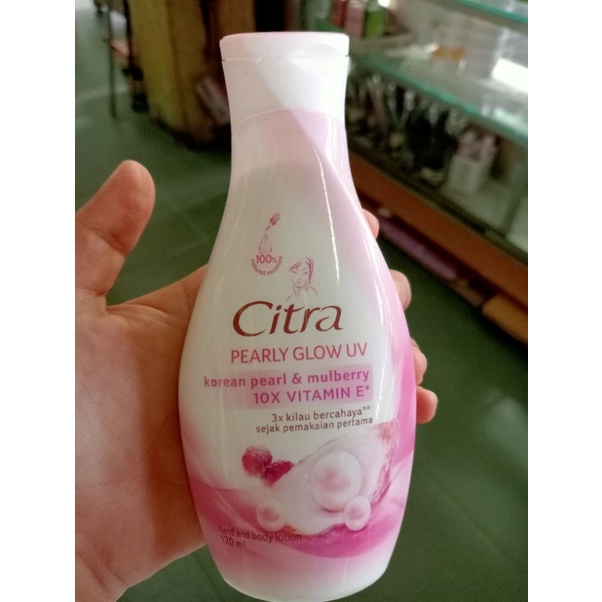 100%
Citra
PEARLY GLOW UV
korean pearl & mulberry
10X VITAMIN E*
3x kilau bercahaya**
sejak pemakaian pertama
hand and body lotion
120 ml